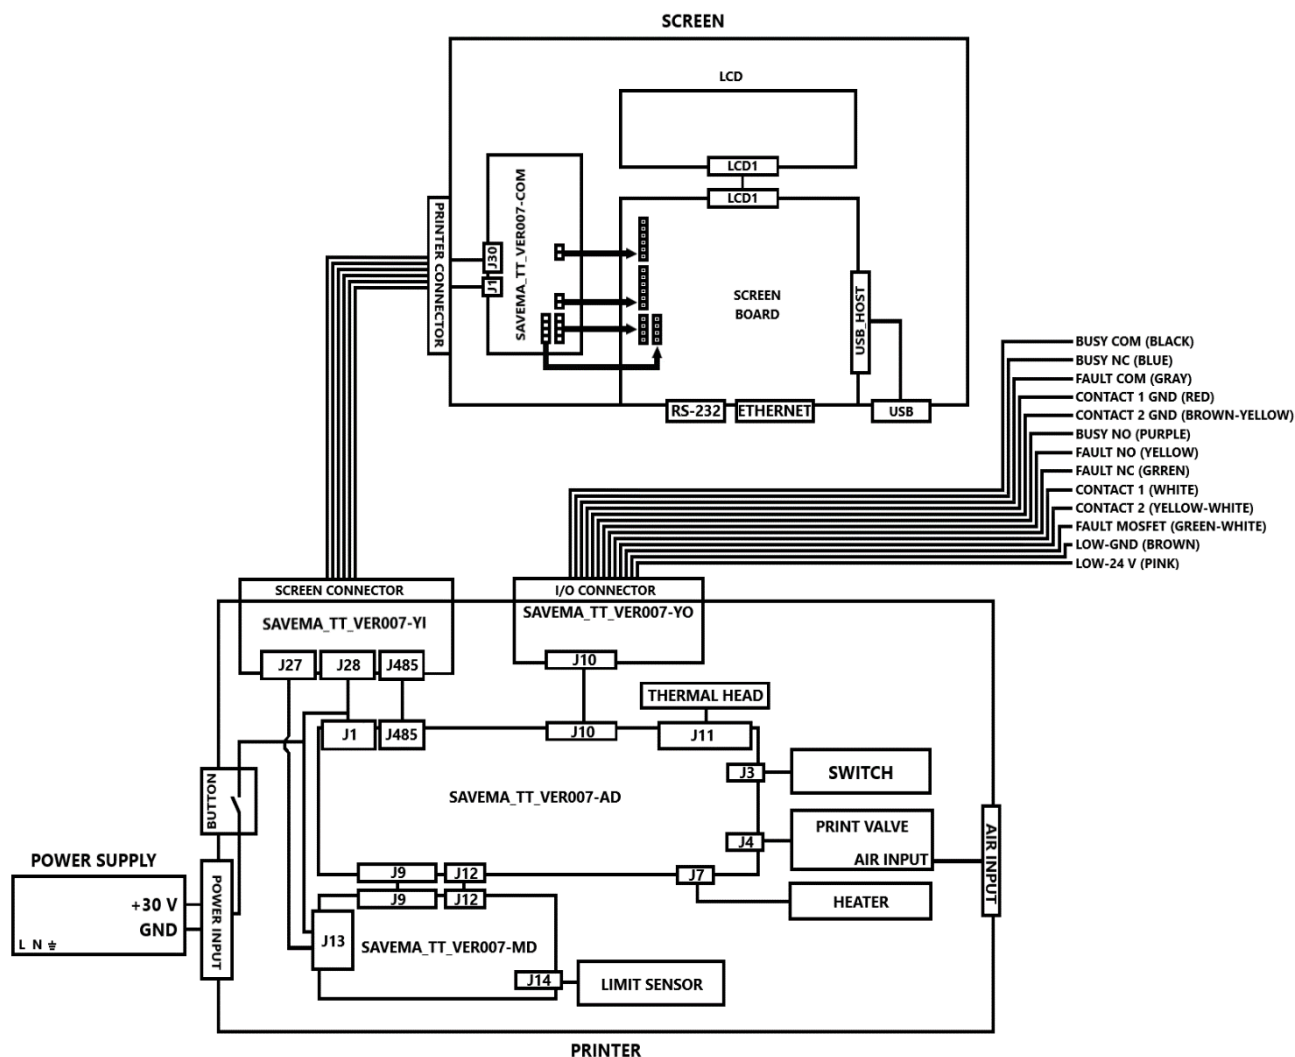 SCREEN
LCD
LCD1
LCD1
PRINTER CONNECTOR
J30
J1
SAVEMA_TT_VER007-COM
SCREEN
BOARD
USB_HOST
RS-232
ETHERNET
USB
BUSY COM (BLACK)
BUSY NC (BLUE)
FAULT COM (GRAY)
CONTACT 1 GND (RED)
CONTACT 2 GND (BROWN-YELLOW)
BUSY NO (PURPLE)
FAULT NO (YELLOW)
FAULT NC (GRREN)
CONTACT 1 (WHITE)
CONTACT 2 (YELLOW-WHITE)
FAULT MOSFET (GREEN-WHITE)
LOW-GND (BROWN)
LOW-24 V (PINK)
SCREEN CONNECTOR
SAVEMA_TT_VER007-YI
J27
J28
J485
I/O CONNECTOR
SAVEMA_TT_VER007-YO
J10
THERMAL HEAD
J1
J485
J10
J11
J3
SWITCH
SAVEMA_TT_VER007-AD
BUTTON
J4
PRINT VALVE
AIR INPUT
AIR INPUT
J9
J12
J7
HEATER
POWER SUPPLY
+30 V
GND
L N ⏚
POWER INPUT
J9
J12
J13
SAVEMA_TT_VER007-MD
J14
LIMIT SENSOR
PRINTER